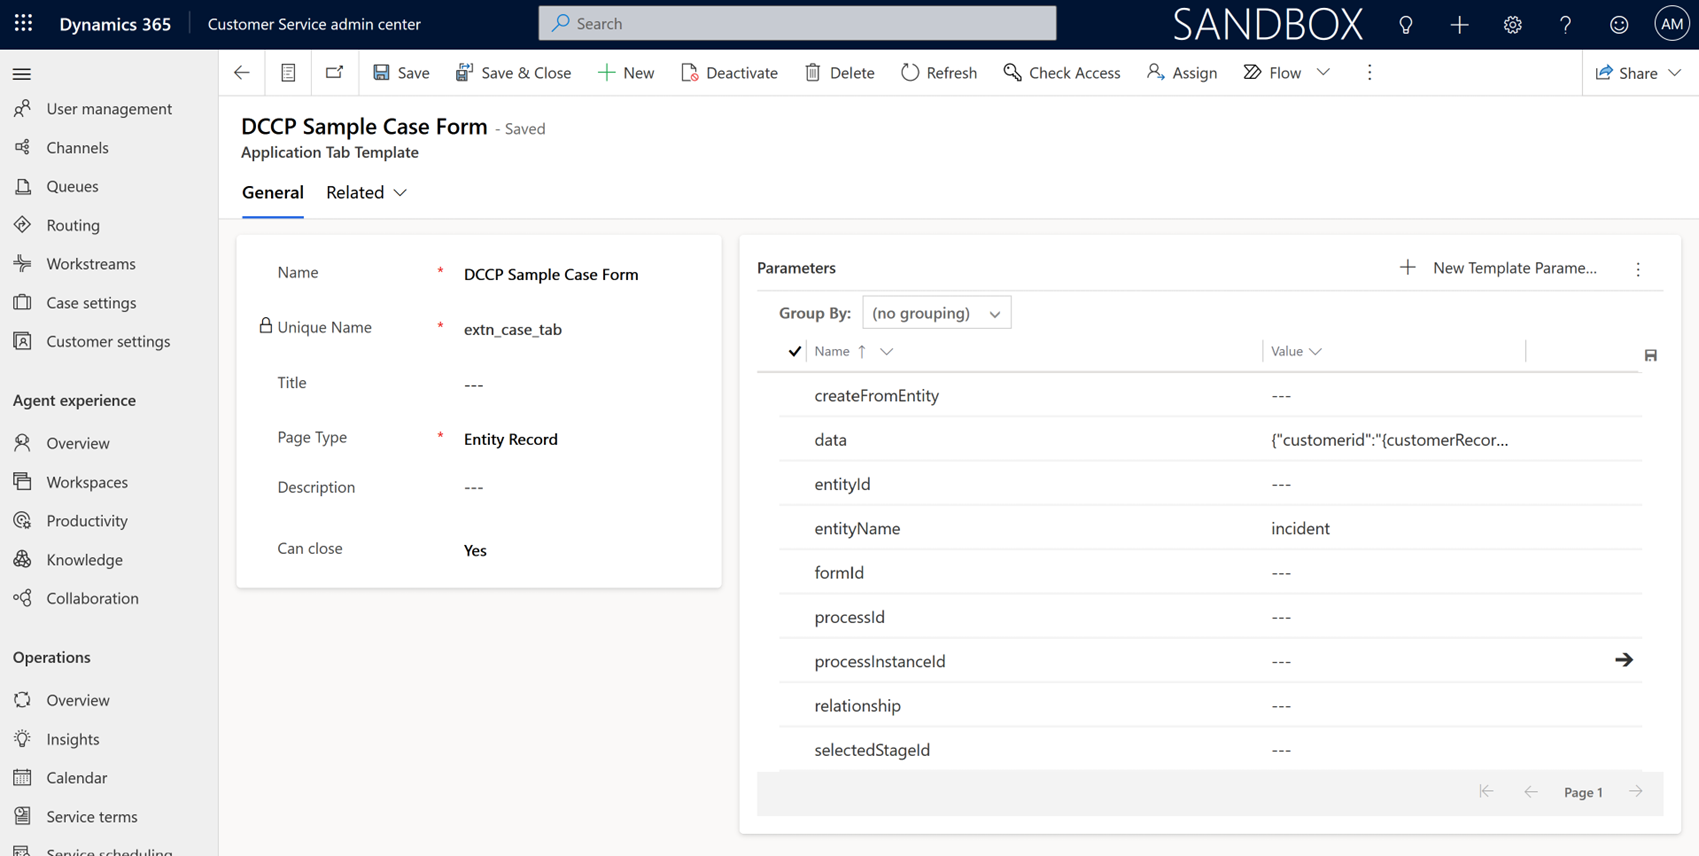 Dynamics 365 Customer Service admin center Search SANDBOX AM
Save Save & Close New Deactivate Delete Refresh Check Access Assign Flow Share
User management
Channels
Queues
Routing
Workstreams
Case settings
Customer settings
Agent experience
Overview
Workspaces
Productivity
Knowledge
Collaboration
Operations
Overview
Insights
Calendar
Service terms
Service scheduling
DCCP Sample Case Form - Saved
Application Tab Template
General Related
Name * DCCP Sample Case Form
Unique Name * extn_case_tab
Title ---
Page Type * Entity Record
Description ---
Can close Yes
Parameters New Template Parame...
Group By: (no grouping)
Name Value
createFromEntity ---
data {"customerid":"{customerRecor...
entityId ---
entityName incident
formId ---
processId ---
processInstanceId ---
relationship ---
selectedStageId ---
Page 1